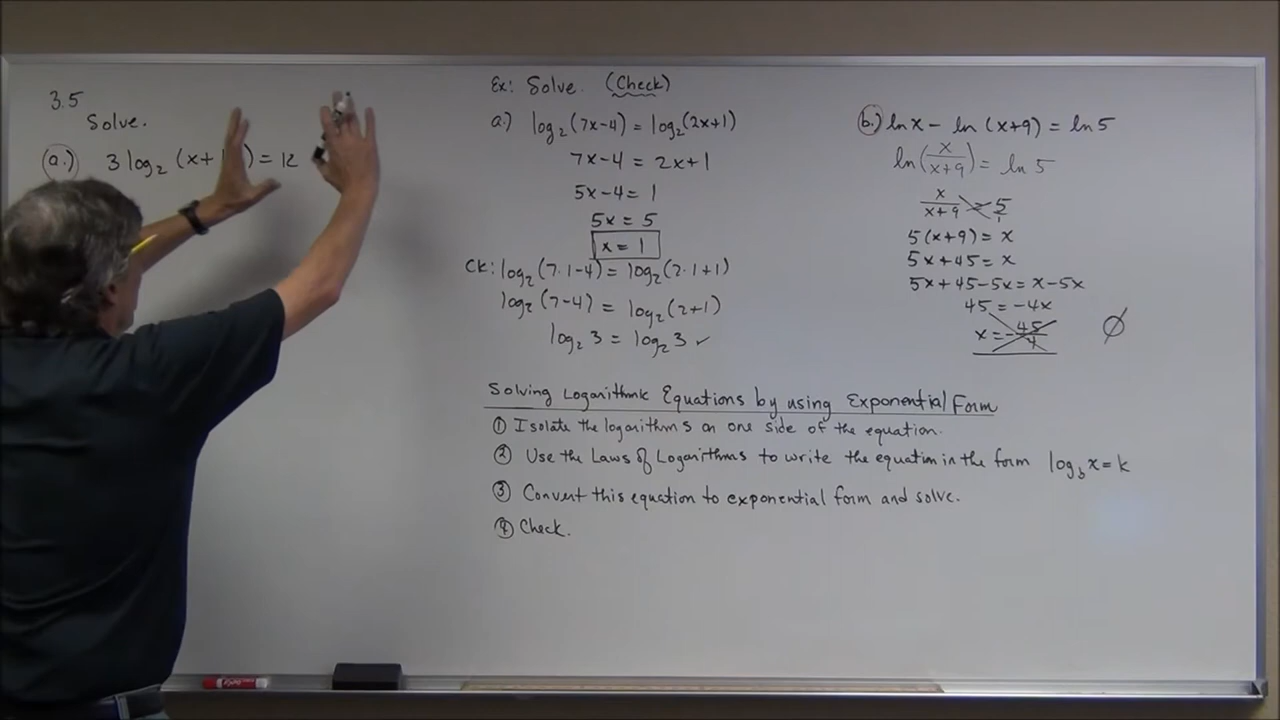 3.5
Solve.
a.) 3 log₂ (x+ ) = 12
Ex: Solve. (Check)
a.) log₂(7x-4) = log₂(2x+1)
7x-4 = 2x+1
5x-4 = 1
5x = 5
x = 1
CK: log₂(7·1-4) = log₂(2·1+1)
log₂(7-4) = log₂(2+1)
log₂ 3 = log₂ 3 ✓
b.) ln x - ln (x+9) = ln 5
ln(x/(x+9)) = ln 5
x/(x+9) = 5/1
5(x+9) = x
5x+45 = x
5x+45-5x = x-5x
45 = -4x
x = -45/4 ∅
Solving Logarithmic Equations by using Exponential Form
① Isolate the logarithms on one side of the equation.
② Use the Laws of Logarithms to write the equation in the form log_b x = k
③ Convert this equation to exponential form and solve.
④ Check.